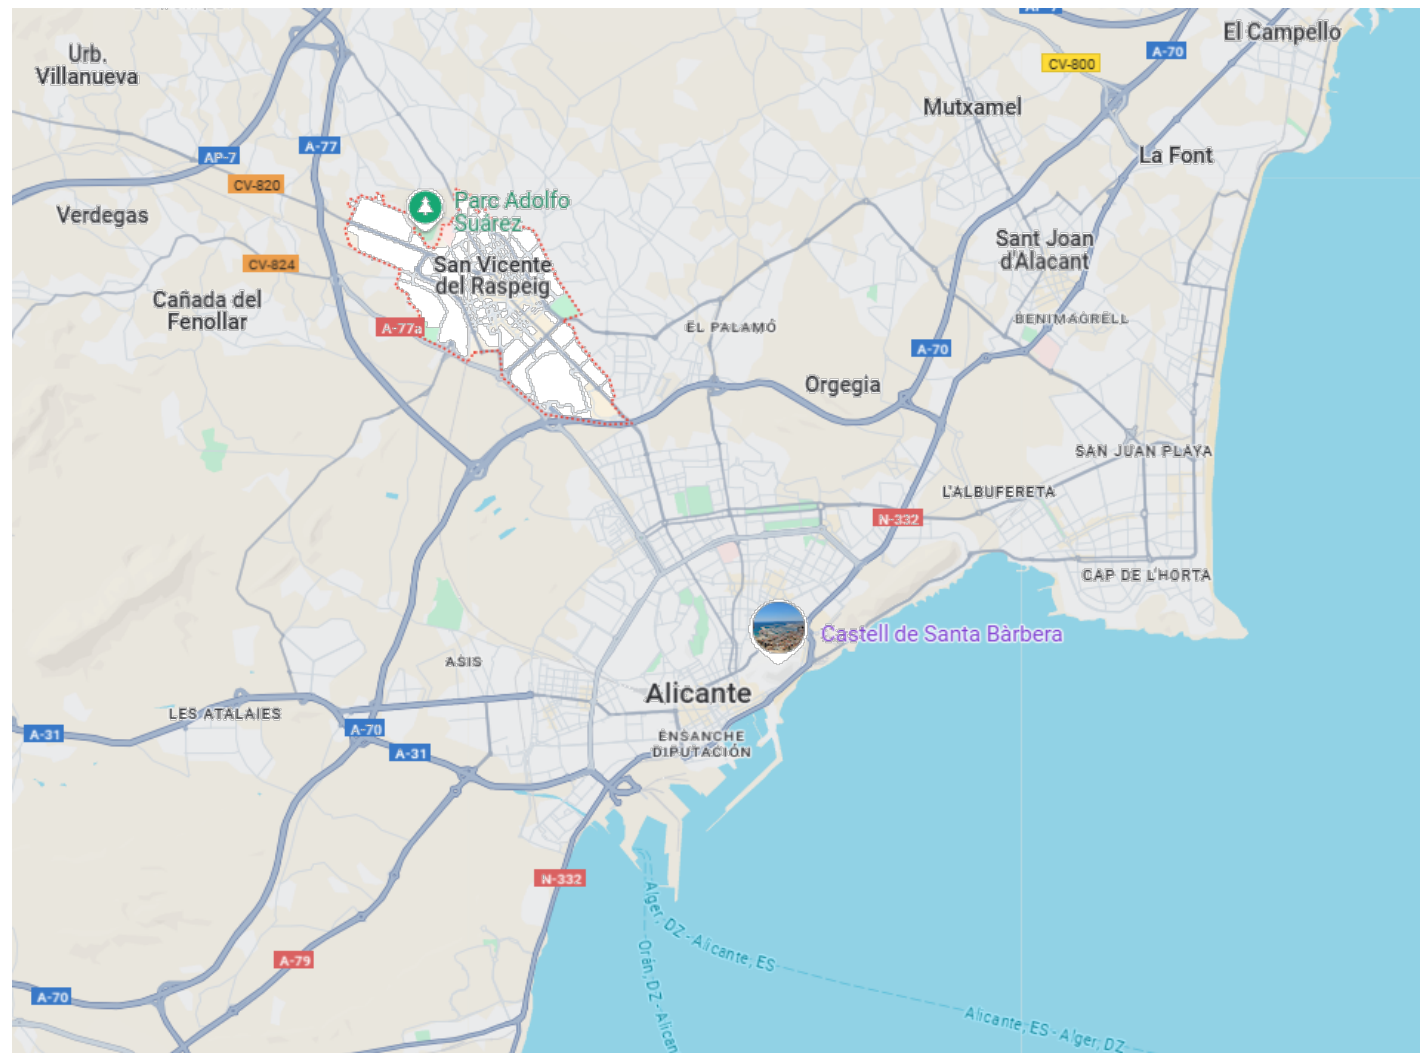 AP-7
El Campello
Urb.
Villanueva
A-70
CV-800
Mutxamel
A-77
AP-7
La Font
CV-820
Parc Adolfo
Suárez
Verdegas
Sant Joan
d'Alacant
CV-824
San Vicente
del Raspeig
Cañada del
Fenollar
A-77a
EL PALAMÓ
BENIMAGRELL
A-70
Orgegia
SAN JUAN PLAYA
L'ALBUFERETA
N-332
CAP DE L'HORTA
Castell de Santa Bàrbera
ASIS
Alicante
LES ATALAIES
A-31
A-70
A-31
ENSANCHE
DIPUTACIÓN
N-332
Alger, DZ - Alicante, ES
Orán, DZ - Alican
A-79
A-70
Alicante, ES - Alger, DZ